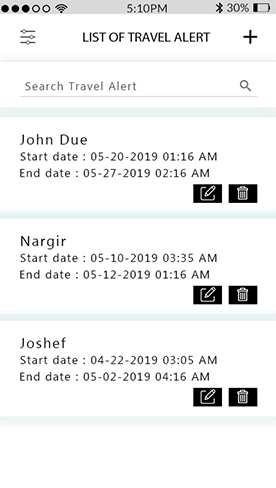 5:10PM 30%
LIST OF TRAVEL ALERT
Search Travel Alert
John Due
Start date : 05-20-2019 01:16 AM
End date : 05-27-2019 02:16 AM
Nargir
Start date : 05-10-2019 03:35 AM
End date : 05-12-2019 01:16 AM
Joshef
Start date : 04-22-2019 03:05 AM
End date : 05-02-2019 04:16 AM